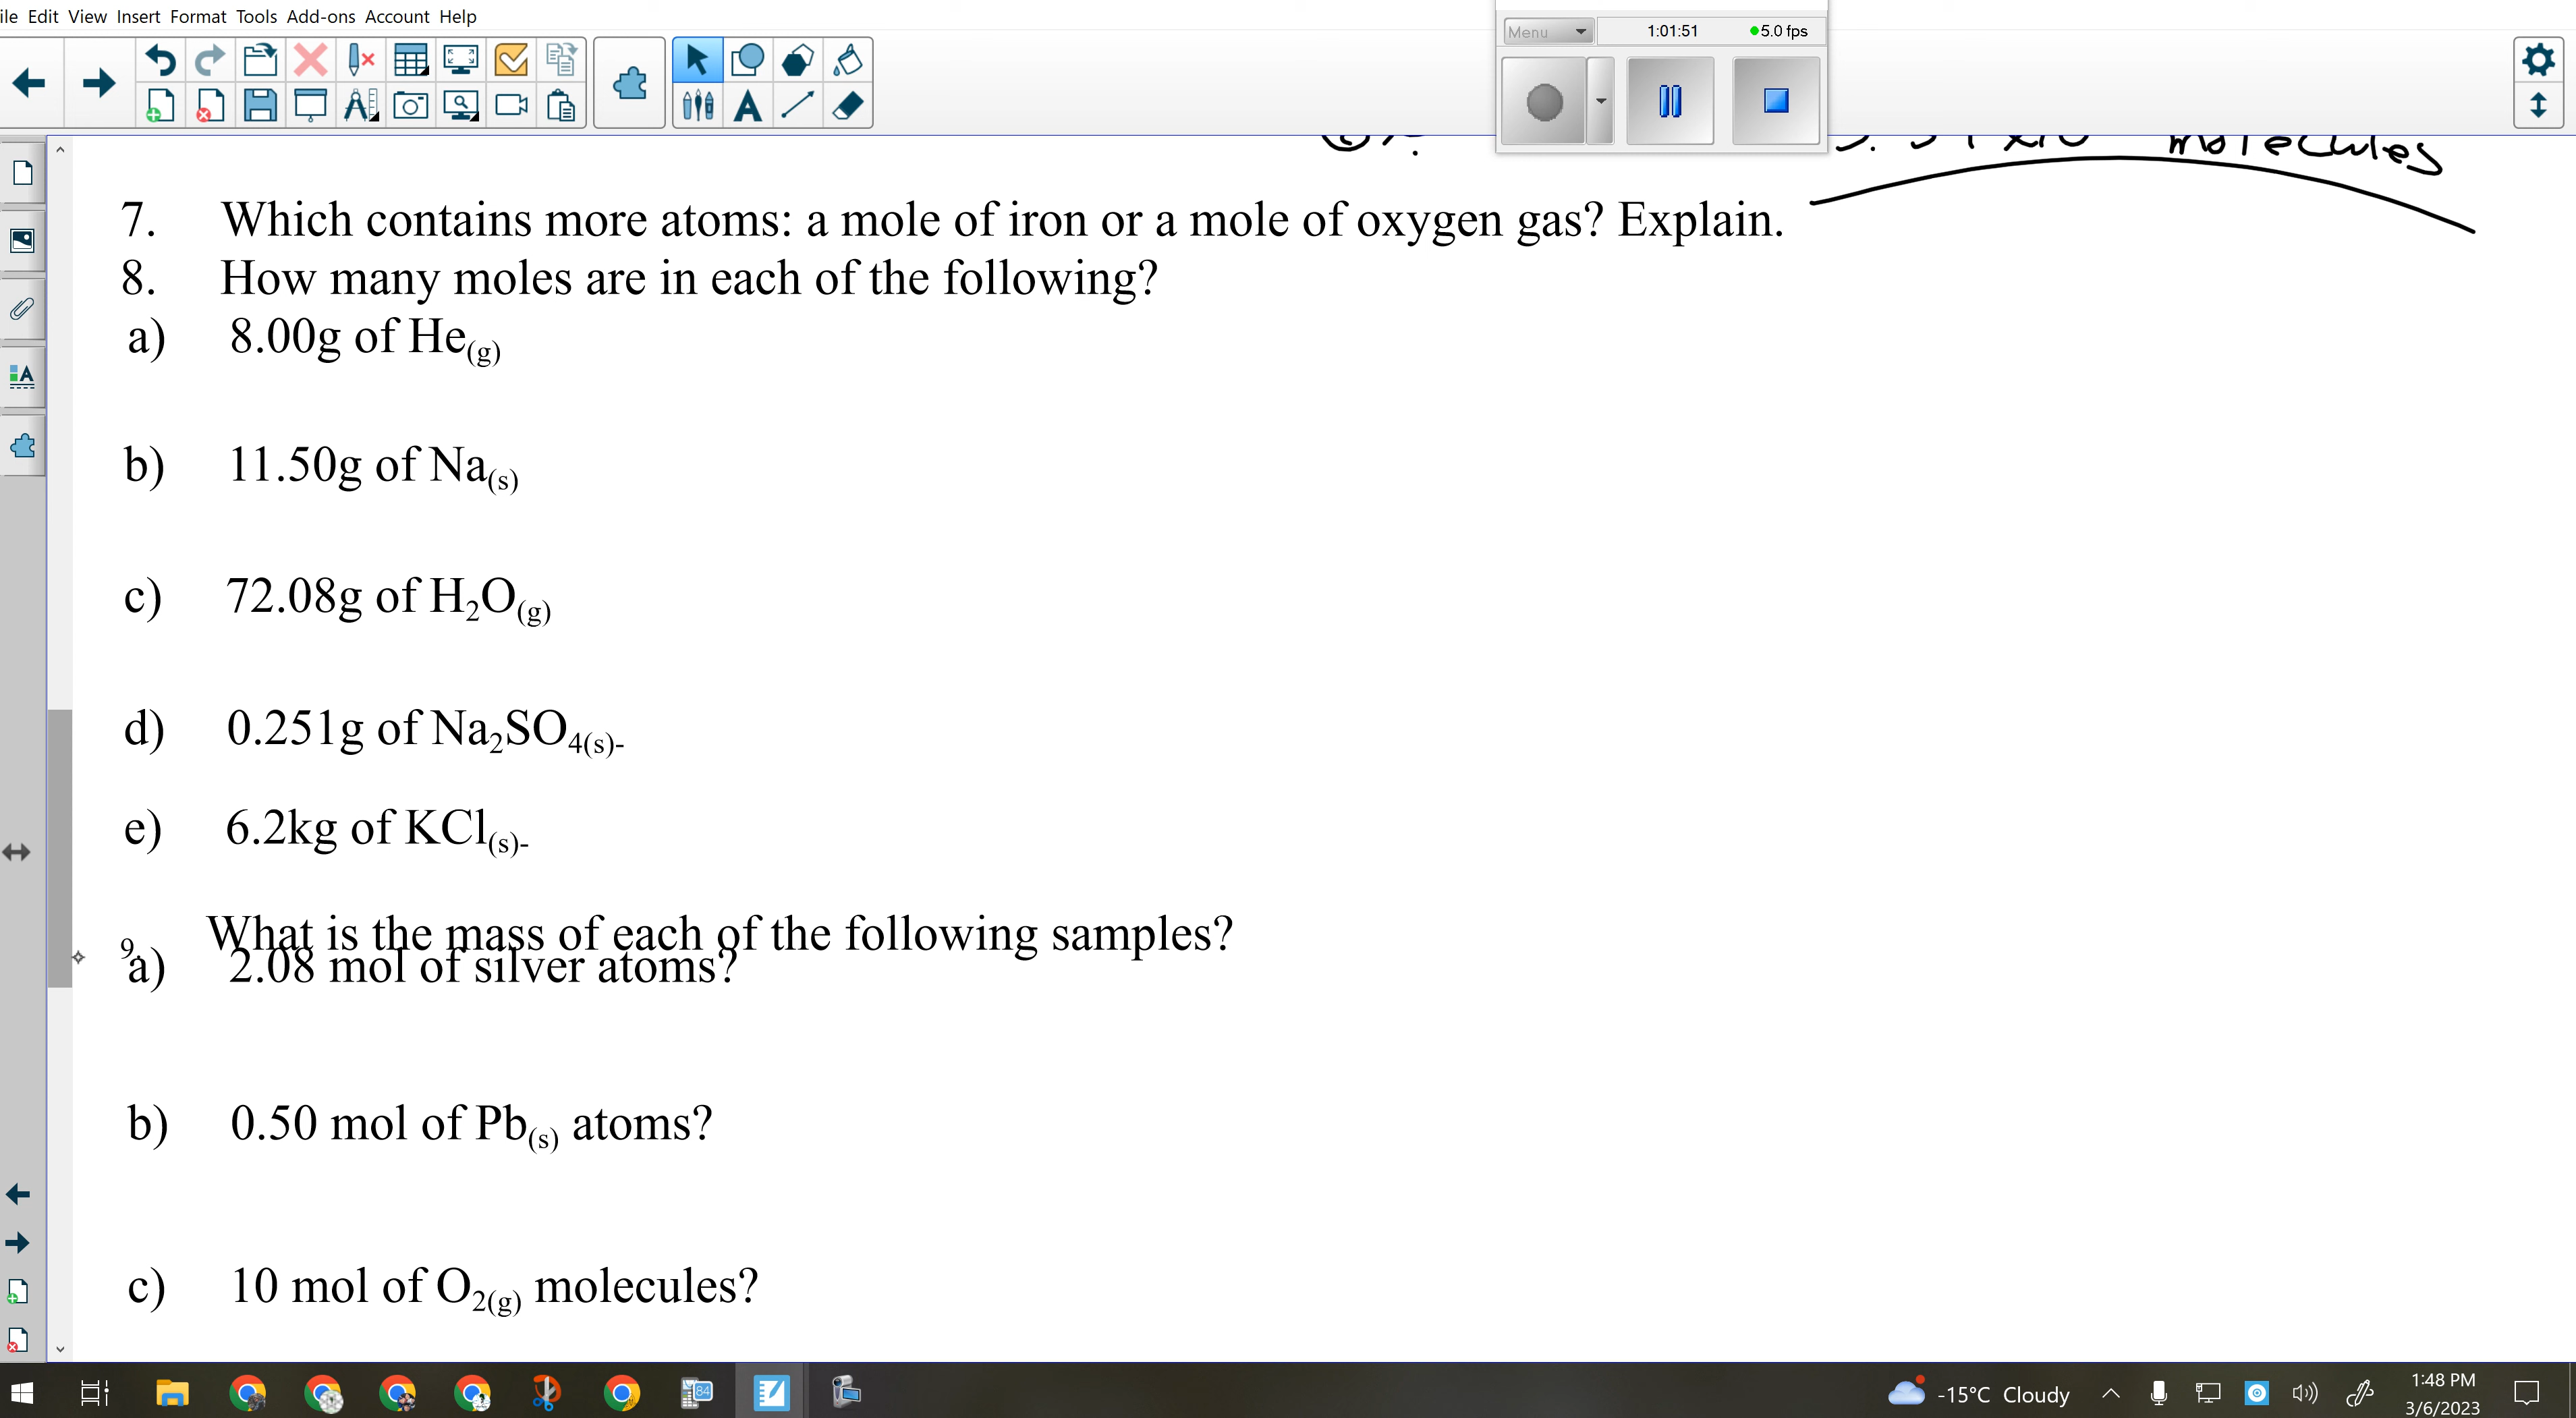 ile Edit View Insert Format Tools Add-ons Account Help
Menu 1:01:51 5.0 fps
molecules
7. Which contains more atoms: a mole of iron or a mole of oxygen gas? Explain.
8. How many moles are in each of the following?
a) 8.00g of He(g)
b) 11.50g of Na(s)
c) 72.08g of H₂O(g)
d) 0.251g of Na₂SO₄(s)-
e) 6.2kg of KCl(s)-
9. What is the mass of each of the following samples?
a) 2.08 mol of silver atoms?
b) 0.50 mol of Pb(s) atoms?
c) 10 mol of O₂(g) molecules?
84
-15°C Cloudy
1:48 PM
3/6/2023